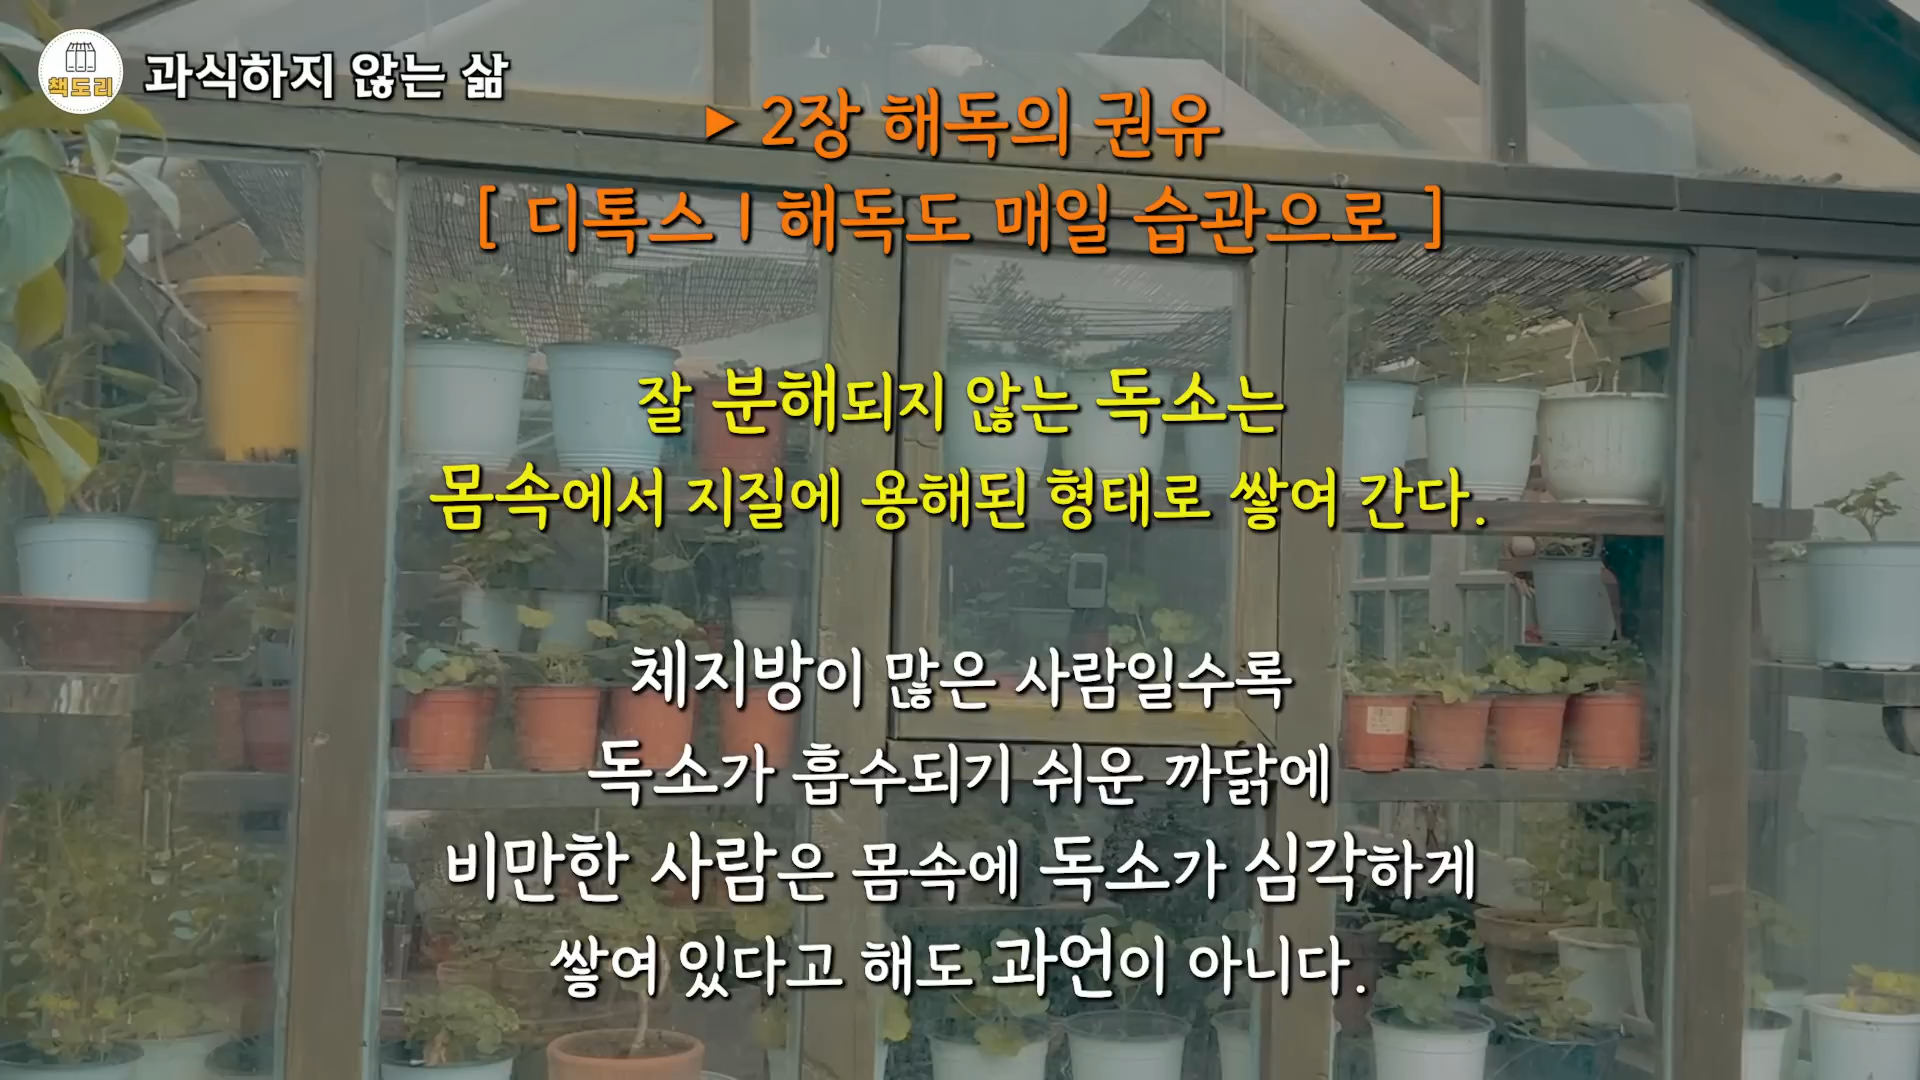 책도리
과식하지 않는 삶
▶ 2장 해독의 권유
[ 디톡스 I 해독도 매일 습관으로 ]
잘 분해되지 않는 독소는
몸속에서 지질에 용해된 형태로 쌓여 간다.
체지방이 많은 사람일수록
독소가 흡수되기 쉬운 까닭에
비만한 사람은 몸속에 독소가 심각하게
쌓여 있다고 해도 과언이 아니다.